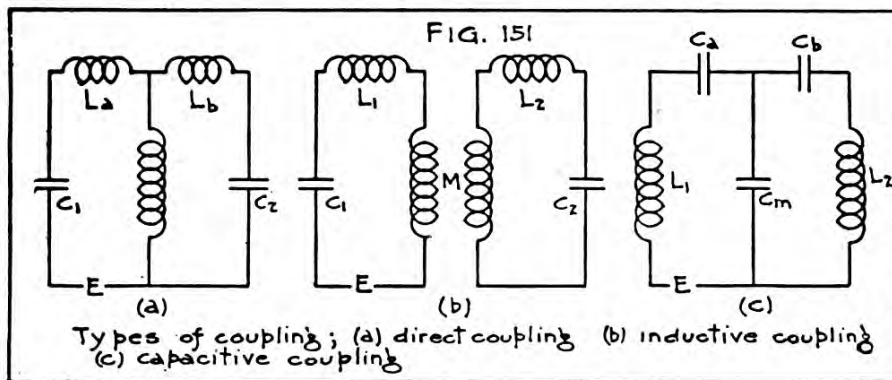 FIG. 151
La
Lb
C1
C2
E
(a)
L1
L2
M
C1
C2
E
(b)
Ca
Cb
L1
Cm
L2
E
(c)
Types of coupling; (a) direct coupling (b) inductive coupling
(c) capacitive coupling